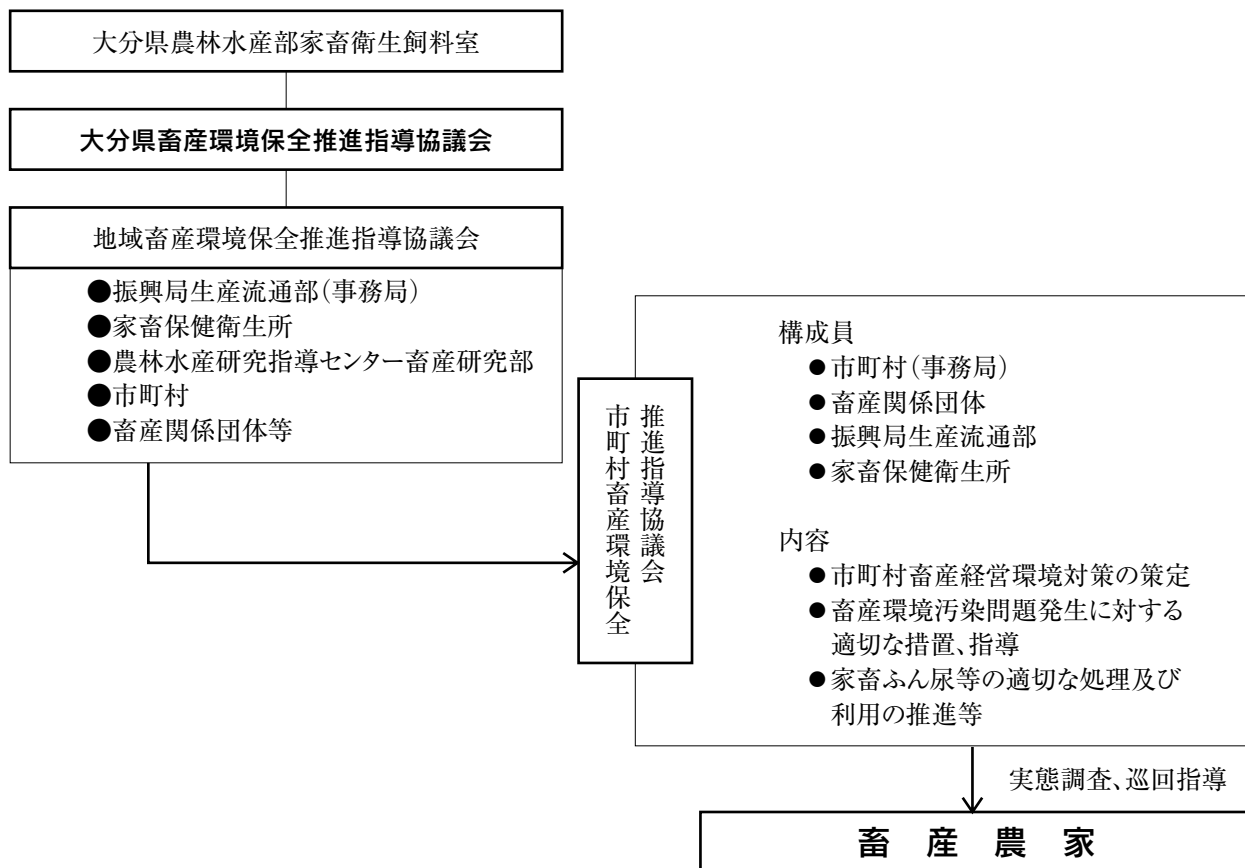 大分県農林水産部家畜衛生飼料室
大分県畜産環境保全推進指導協議会
地域畜産環境保全推進指導協議会
●振興局生産流通部(事務局)
●家畜保健衛生所
●農林水産研究指導センター畜産研究部
●市町村
●畜産関係団体等
市町村畜産環境保全
推進指導協議会
構成員
●市町村(事務局)
●畜産関係団体
●振興局生産流通部
●家畜保健衛生所
内容
●市町村畜産経営環境対策の策定
●畜産環境汚染問題発生に対する
適切な措置、指導
●家畜ふん尿等の適切な処理及び
利用の推進等
実態調査、巡回指導
畜産農家